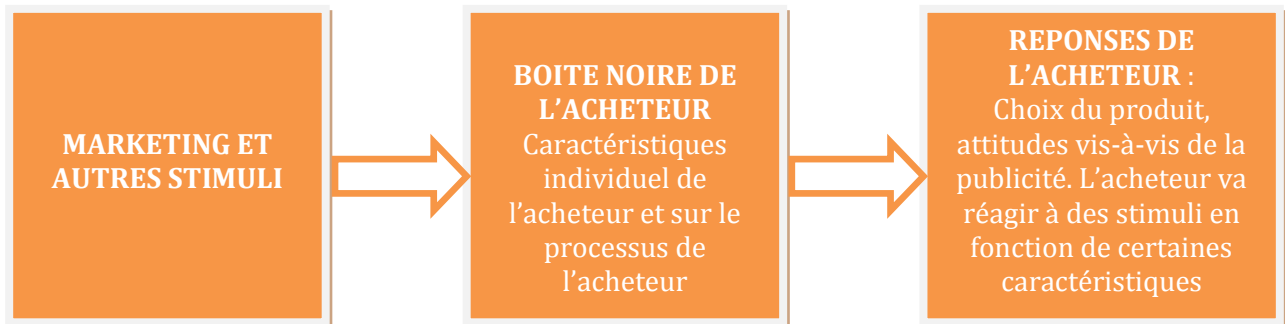 MARKETING ET
AUTRES STIMULI
BOITE NOIRE DE
L’ACHETEUR
Caractéristiques
individuel de
l’acheteur et sur le
processus de
l’acheteur
REPONSES DE
L’ACHETEUR :
Choix du produit,
attitudes vis-à-vis de la
publicité. L’acheteur va
réagir à des stimuli en
fonction de certaines
caractéristiques